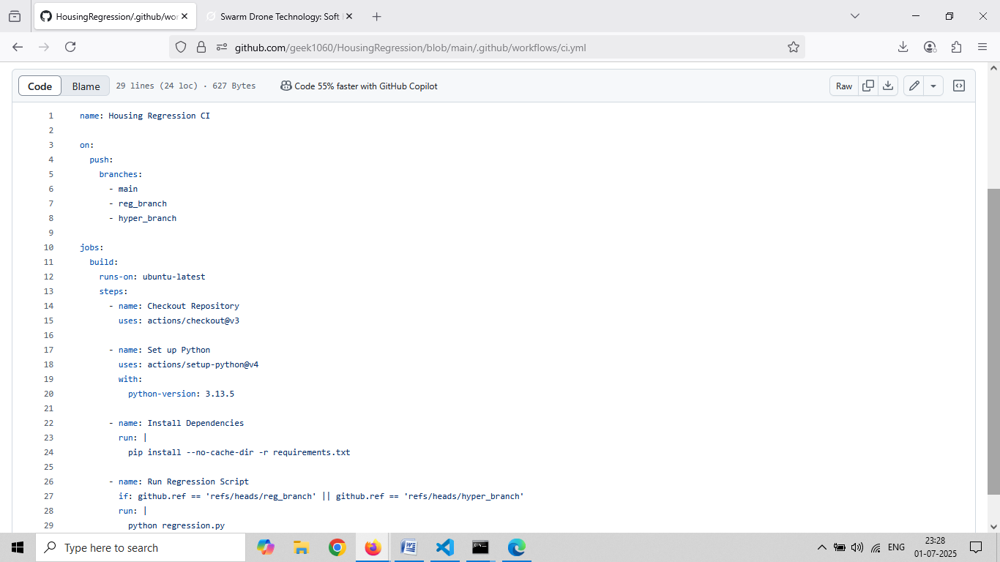 HousingRegression/.github/wor
Swarm Drone Technology: Soft
github.com/geek1060/HousingRegression/blob/main/.github/workflows/ci.yml
Code Blame 29 lines (24 loc) · 627 Bytes Code 55% faster with GitHub Copilot Raw
1 name: Housing Regression CI
2
3 on:
4 push:
5 branches:
6 - main
7 - reg_branch
8 - hyper_branch
9
10 jobs:
11 build:
12 runs-on: ubuntu-latest
13 steps:
14 - name: Checkout Repository
15 uses: actions/checkout@v3
16
17 - name: Set up Python
18 uses: actions/setup-python@v4
19 with:
20 python-version: 3.13.5
21
22 - name: Install Dependencies
23 run: |
24 pip install --no-cache-dir -r requirements.txt
25
26 - name: Run Regression Script
27 if: github.ref == 'refs/heads/reg_branch' || github.ref == 'refs/heads/hyper_branch'
28 run: |
29 python regression.py
Type here to search
ENG
23:28
01-07-2025